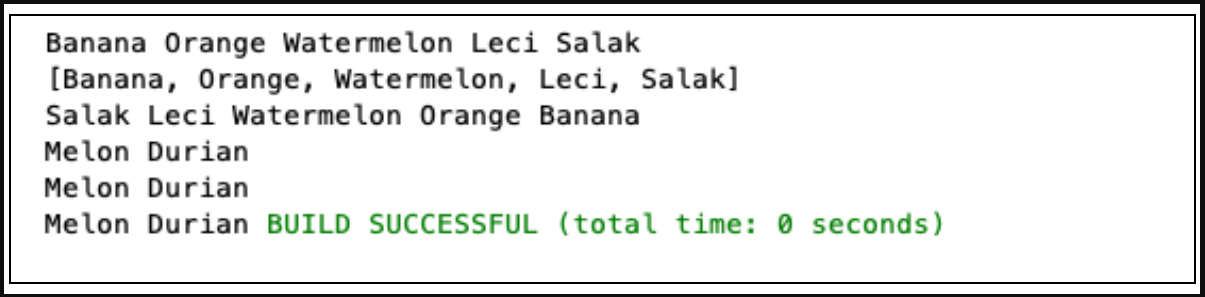 Banana Orange Watermelon Leci Salak
[Banana, Orange, Watermelon, Leci, Salak]
Salak Leci Watermelon Orange Banana
Melon Durian
Melon Durian
Melon Durian BUILD SUCCESSFUL (total time: 0 seconds)